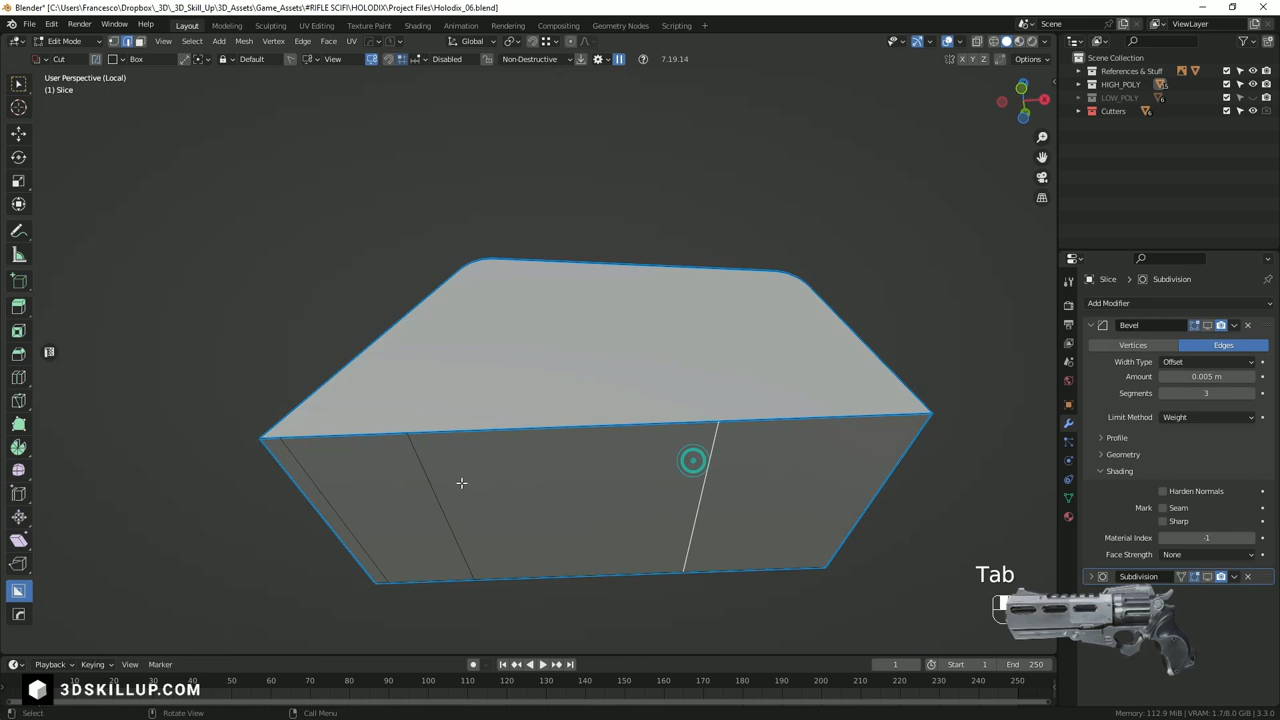 Blender* [C:\Users\Francesco\Dropbox\_3D\_3D_Skill_Up\3D_Assets\Game_Assets\#RIFLE SCIFI\HOLODIX\Project Files\Holodix_06.blend]
File Edit Render Window Help Layout Modeling Sculpting UV Editing Texture Paint Shading Animation Rendering Compositing Geometry Nodes Scripting Scene ViewLayer
Edit Mode View Select Add Mesh Vertex Edge Face UV Global
Cut Box Default View Disabled Non-Destructive 7.19.14 X Y Z Options
User Perspective (Local)
(1) Slice
Scene Collection
References & Stuff
HIGH_POLY 15
LOW_POLY 6
Cutters 6
X
Slice Subdivision
Add Modifier
Bevel
Vertices Edges
Width Type Offset
Amount 0.005 m
Segments 3
Limit Method Weight
Profile
Geometry
Shading
Harden Normals
Mark Seam
Sharp
Material Index -1
Face Strength None
Subdivision
Tab
Playback Keying View Marker 1 Start 1 End 250
50 60 70 80 90 100 110 120 130 140 150 160 170 180 190 200 210 220 230 240 250
3DSKILLUP.COM
Select Rotate View Call Menu Memory: 112.9 MiB | VRAM: 1.7/8.0 GiB | 3.3.0